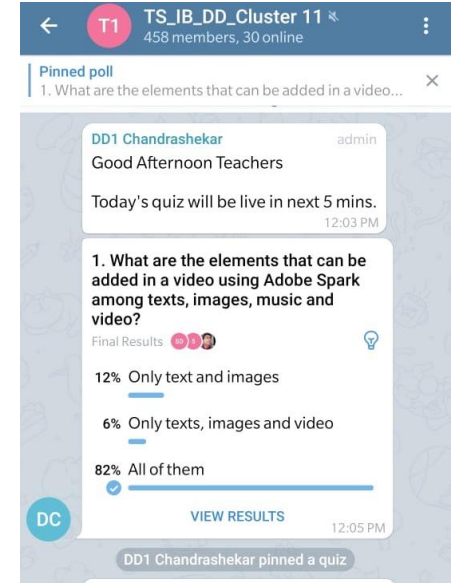 T1
TS_IB_DD_Cluster 11
458 members, 30 online
Pinned poll
1. What are the elements that can be added in a video...
DD1 Chandrashekar admin
Good Afternoon Teachers
Today's quiz will be live in next 5 mins.
12:03 PM
1. What are the elements that can be
added in a video using Adobe Spark
among texts, images, music and
video?
Final Results
12% Only text and images
6% Only texts, images and video
82% All of them
VIEW RESULTS
12:05 PM
DC
DD1 Chandrashekar pinned a quiz